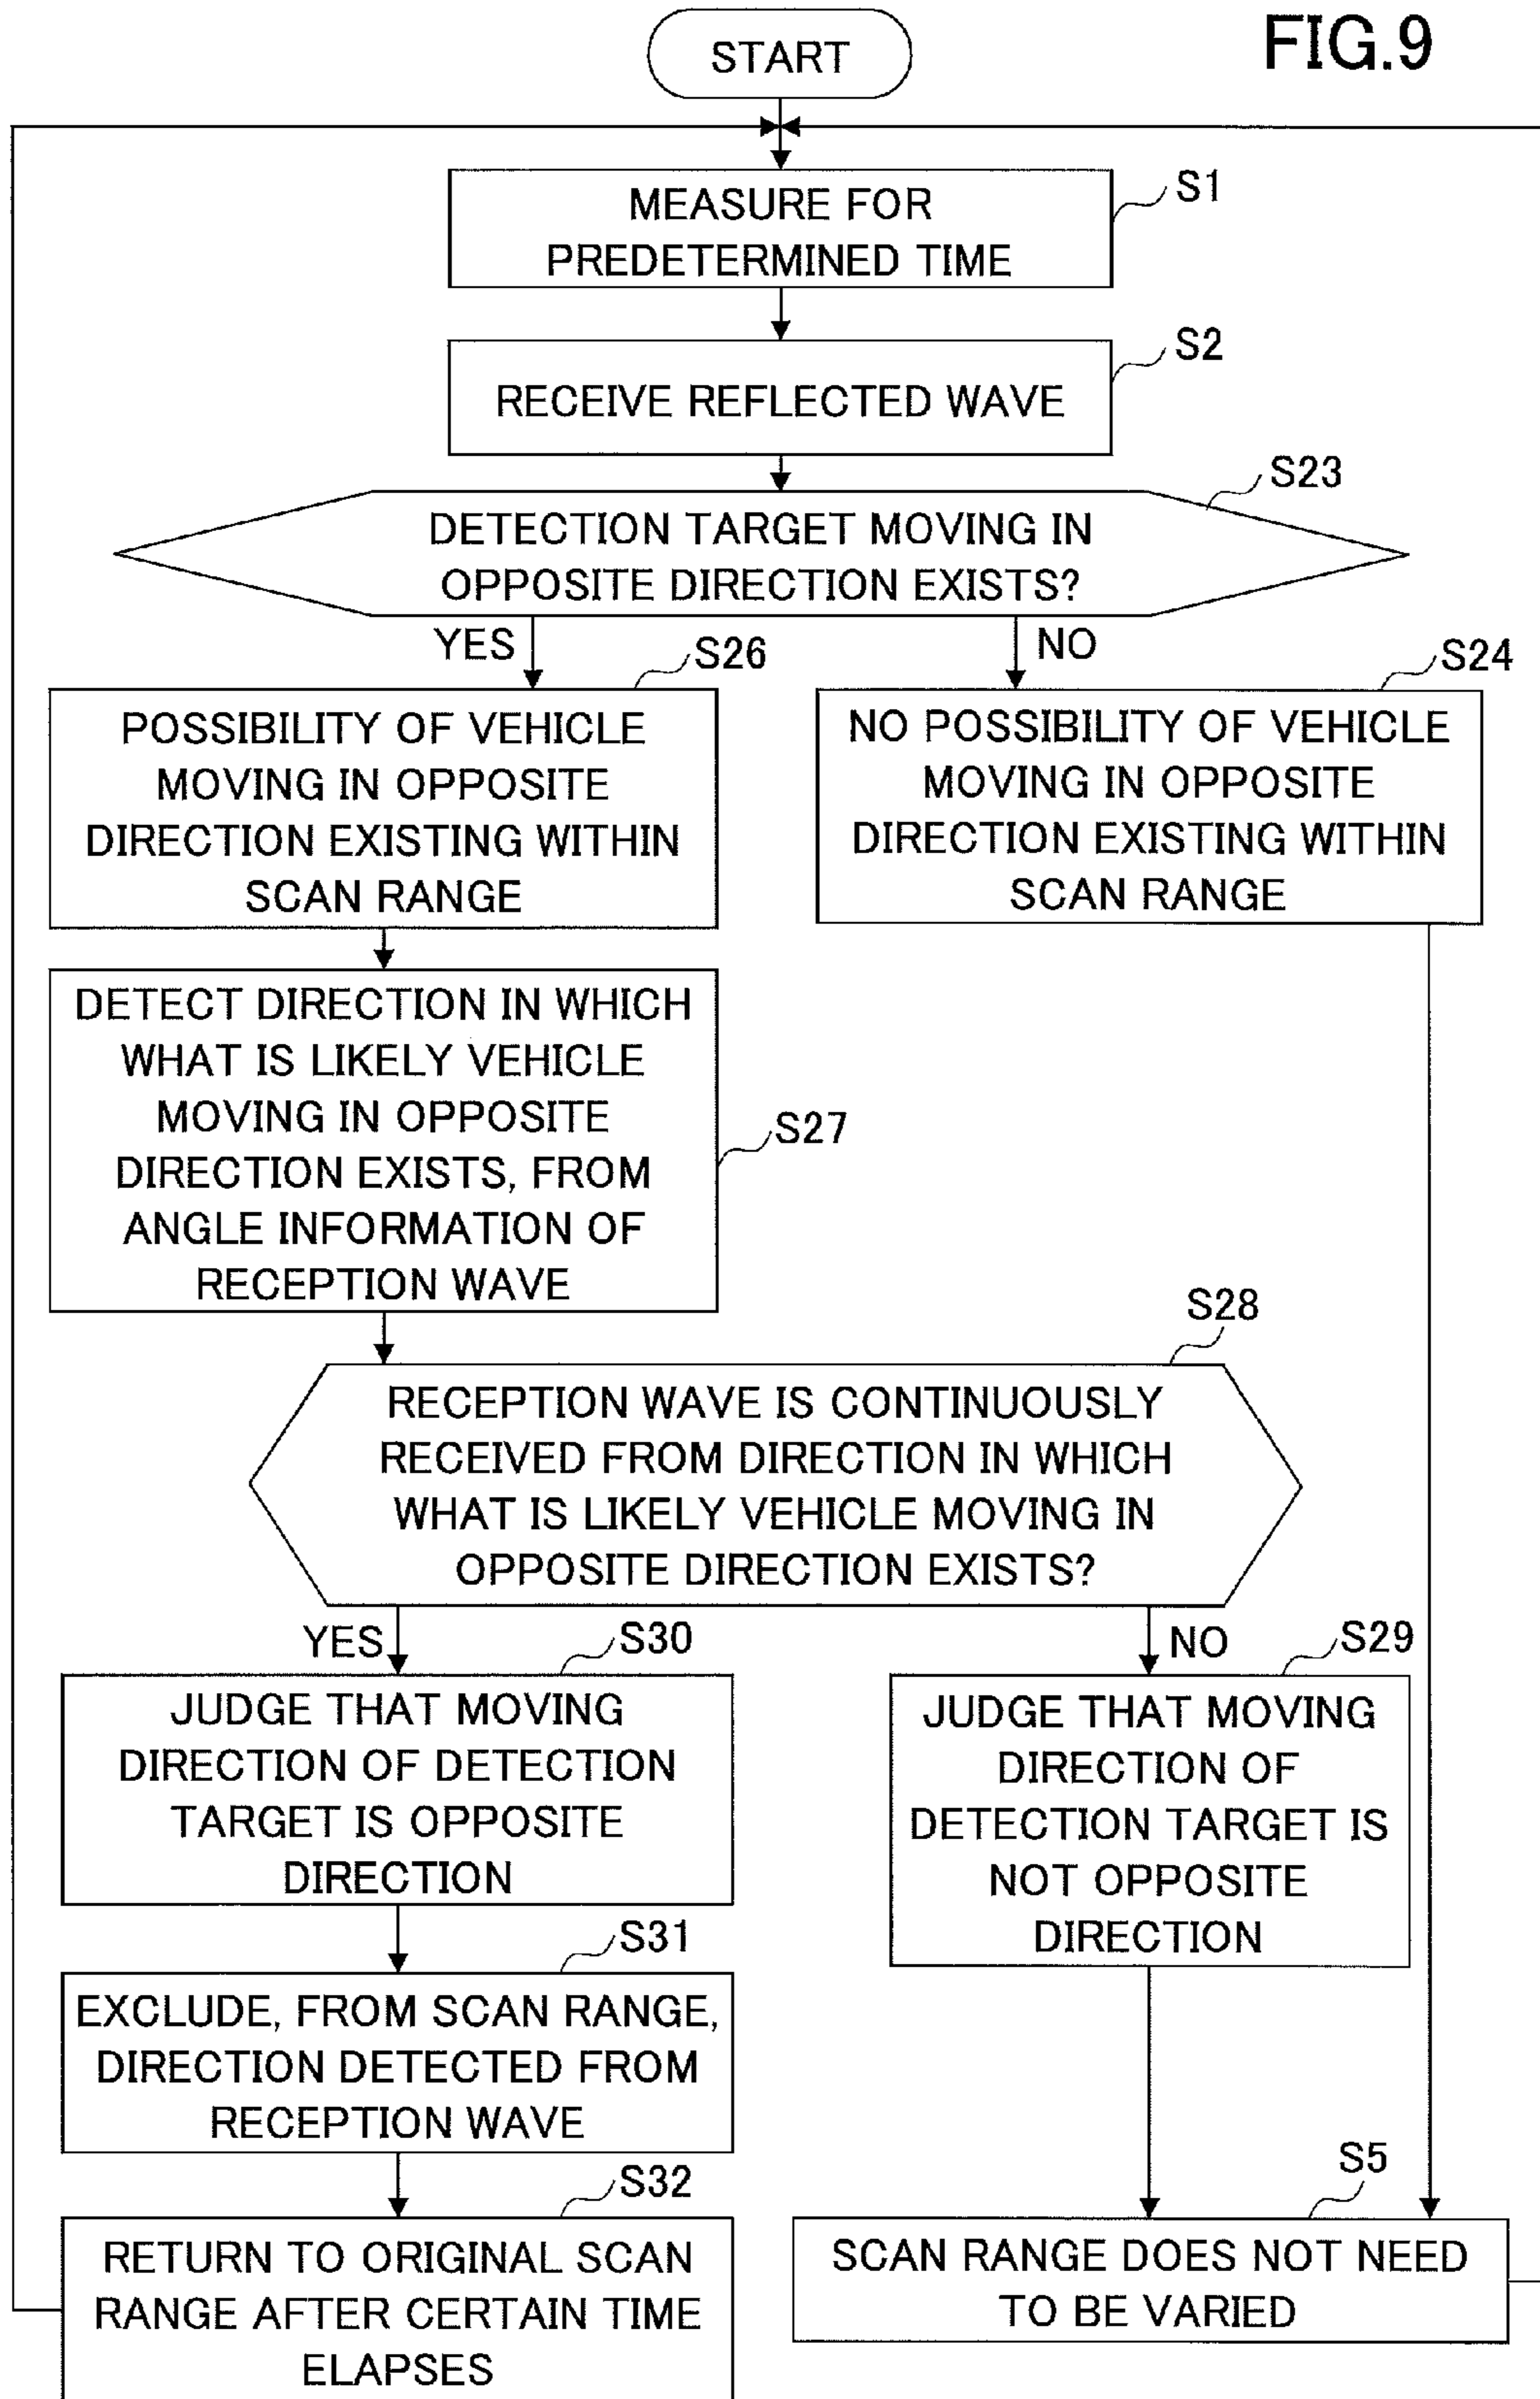 FIG.9
START
S1
MEASURE FOR
PREDETERMINED TIME
S2
RECEIVE REFLECTED WAVE
S23
DETECTION TARGET MOVING IN
OPPOSITE DIRECTION EXISTS?
YES
NO
S26
POSSIBILITY OF VEHICLE
MOVING IN OPPOSITE
DIRECTION EXISTING WITHIN
SCAN RANGE
S24
NO POSSIBILITY OF VEHICLE
MOVING IN OPPOSITE
DIRECTION EXISTING WITHIN
SCAN RANGE
DETECT DIRECTION IN WHICH
WHAT IS LIKELY VEHICLE
MOVING IN OPPOSITE
DIRECTION EXISTS, FROM
ANGLE INFORMATION OF
RECEPTION WAVE
S27
S28
RECEPTION WAVE IS CONTINUOUSLY
RECEIVED FROM DIRECTION IN WHICH
WHAT IS LIKELY VEHICLE MOVING IN
OPPOSITE DIRECTION EXISTS?
YES
NO
S30
JUDGE THAT MOVING
DIRECTION OF DETECTION
TARGET IS OPPOSITE
DIRECTION
S29
JUDGE THAT MOVING
DIRECTION OF
DETECTION TARGET IS
NOT OPPOSITE
DIRECTION
S31
EXCLUDE, FROM SCAN RANGE,
DIRECTION DETECTED FROM
RECEPTION WAVE
S32
RETURN TO ORIGINAL SCAN
RANGE AFTER CERTAIN TIME
ELAPSES
S5
SCAN RANGE DOES NOT NEED
TO BE VARIED